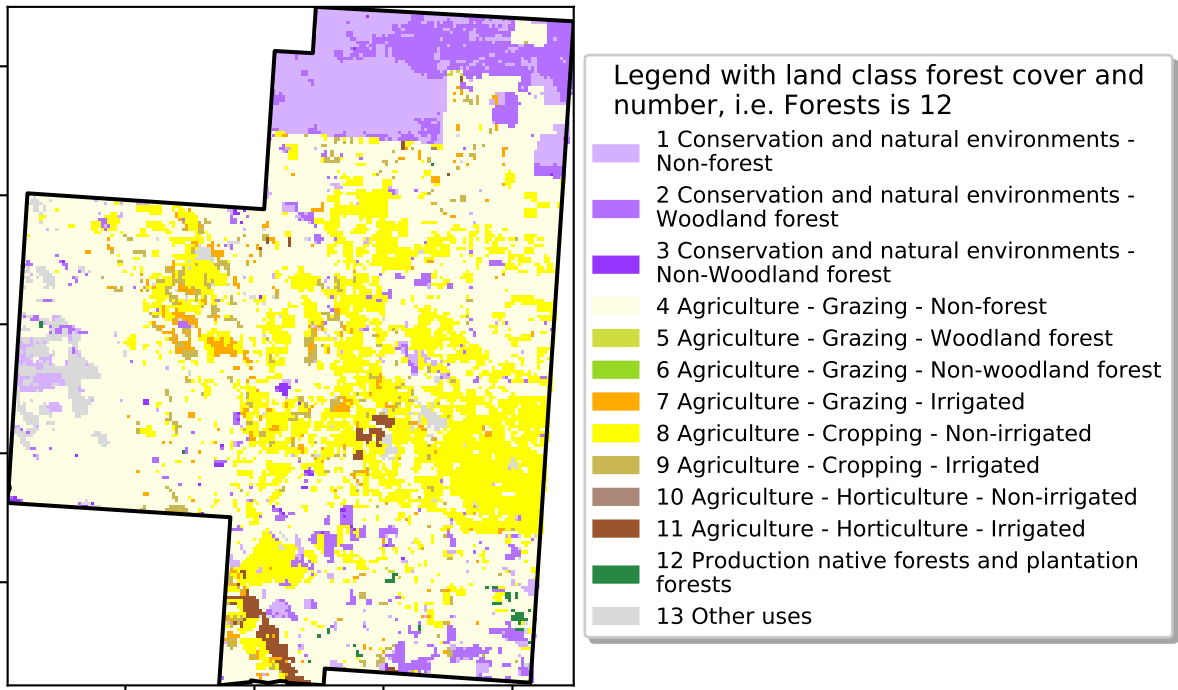 Legend with land class forest cover and
number, i.e. Forests is 12
1 Conservation and natural environments -
Non-forest
2 Conservation and natural environments -
Woodland forest
3 Conservation and natural environments -
Non-Woodland forest
4 Agriculture - Grazing - Non-forest
5 Agriculture - Grazing - Woodland forest
6 Agriculture - Grazing - Non-woodland forest
7 Agriculture - Grazing - Irrigated
8 Agriculture - Cropping - Non-irrigated
9 Agriculture - Cropping - Irrigated
10 Agriculture - Horticulture - Non-irrigated
11 Agriculture - Horticulture - Irrigated
12 Production native forests and plantation
forests
13 Other uses